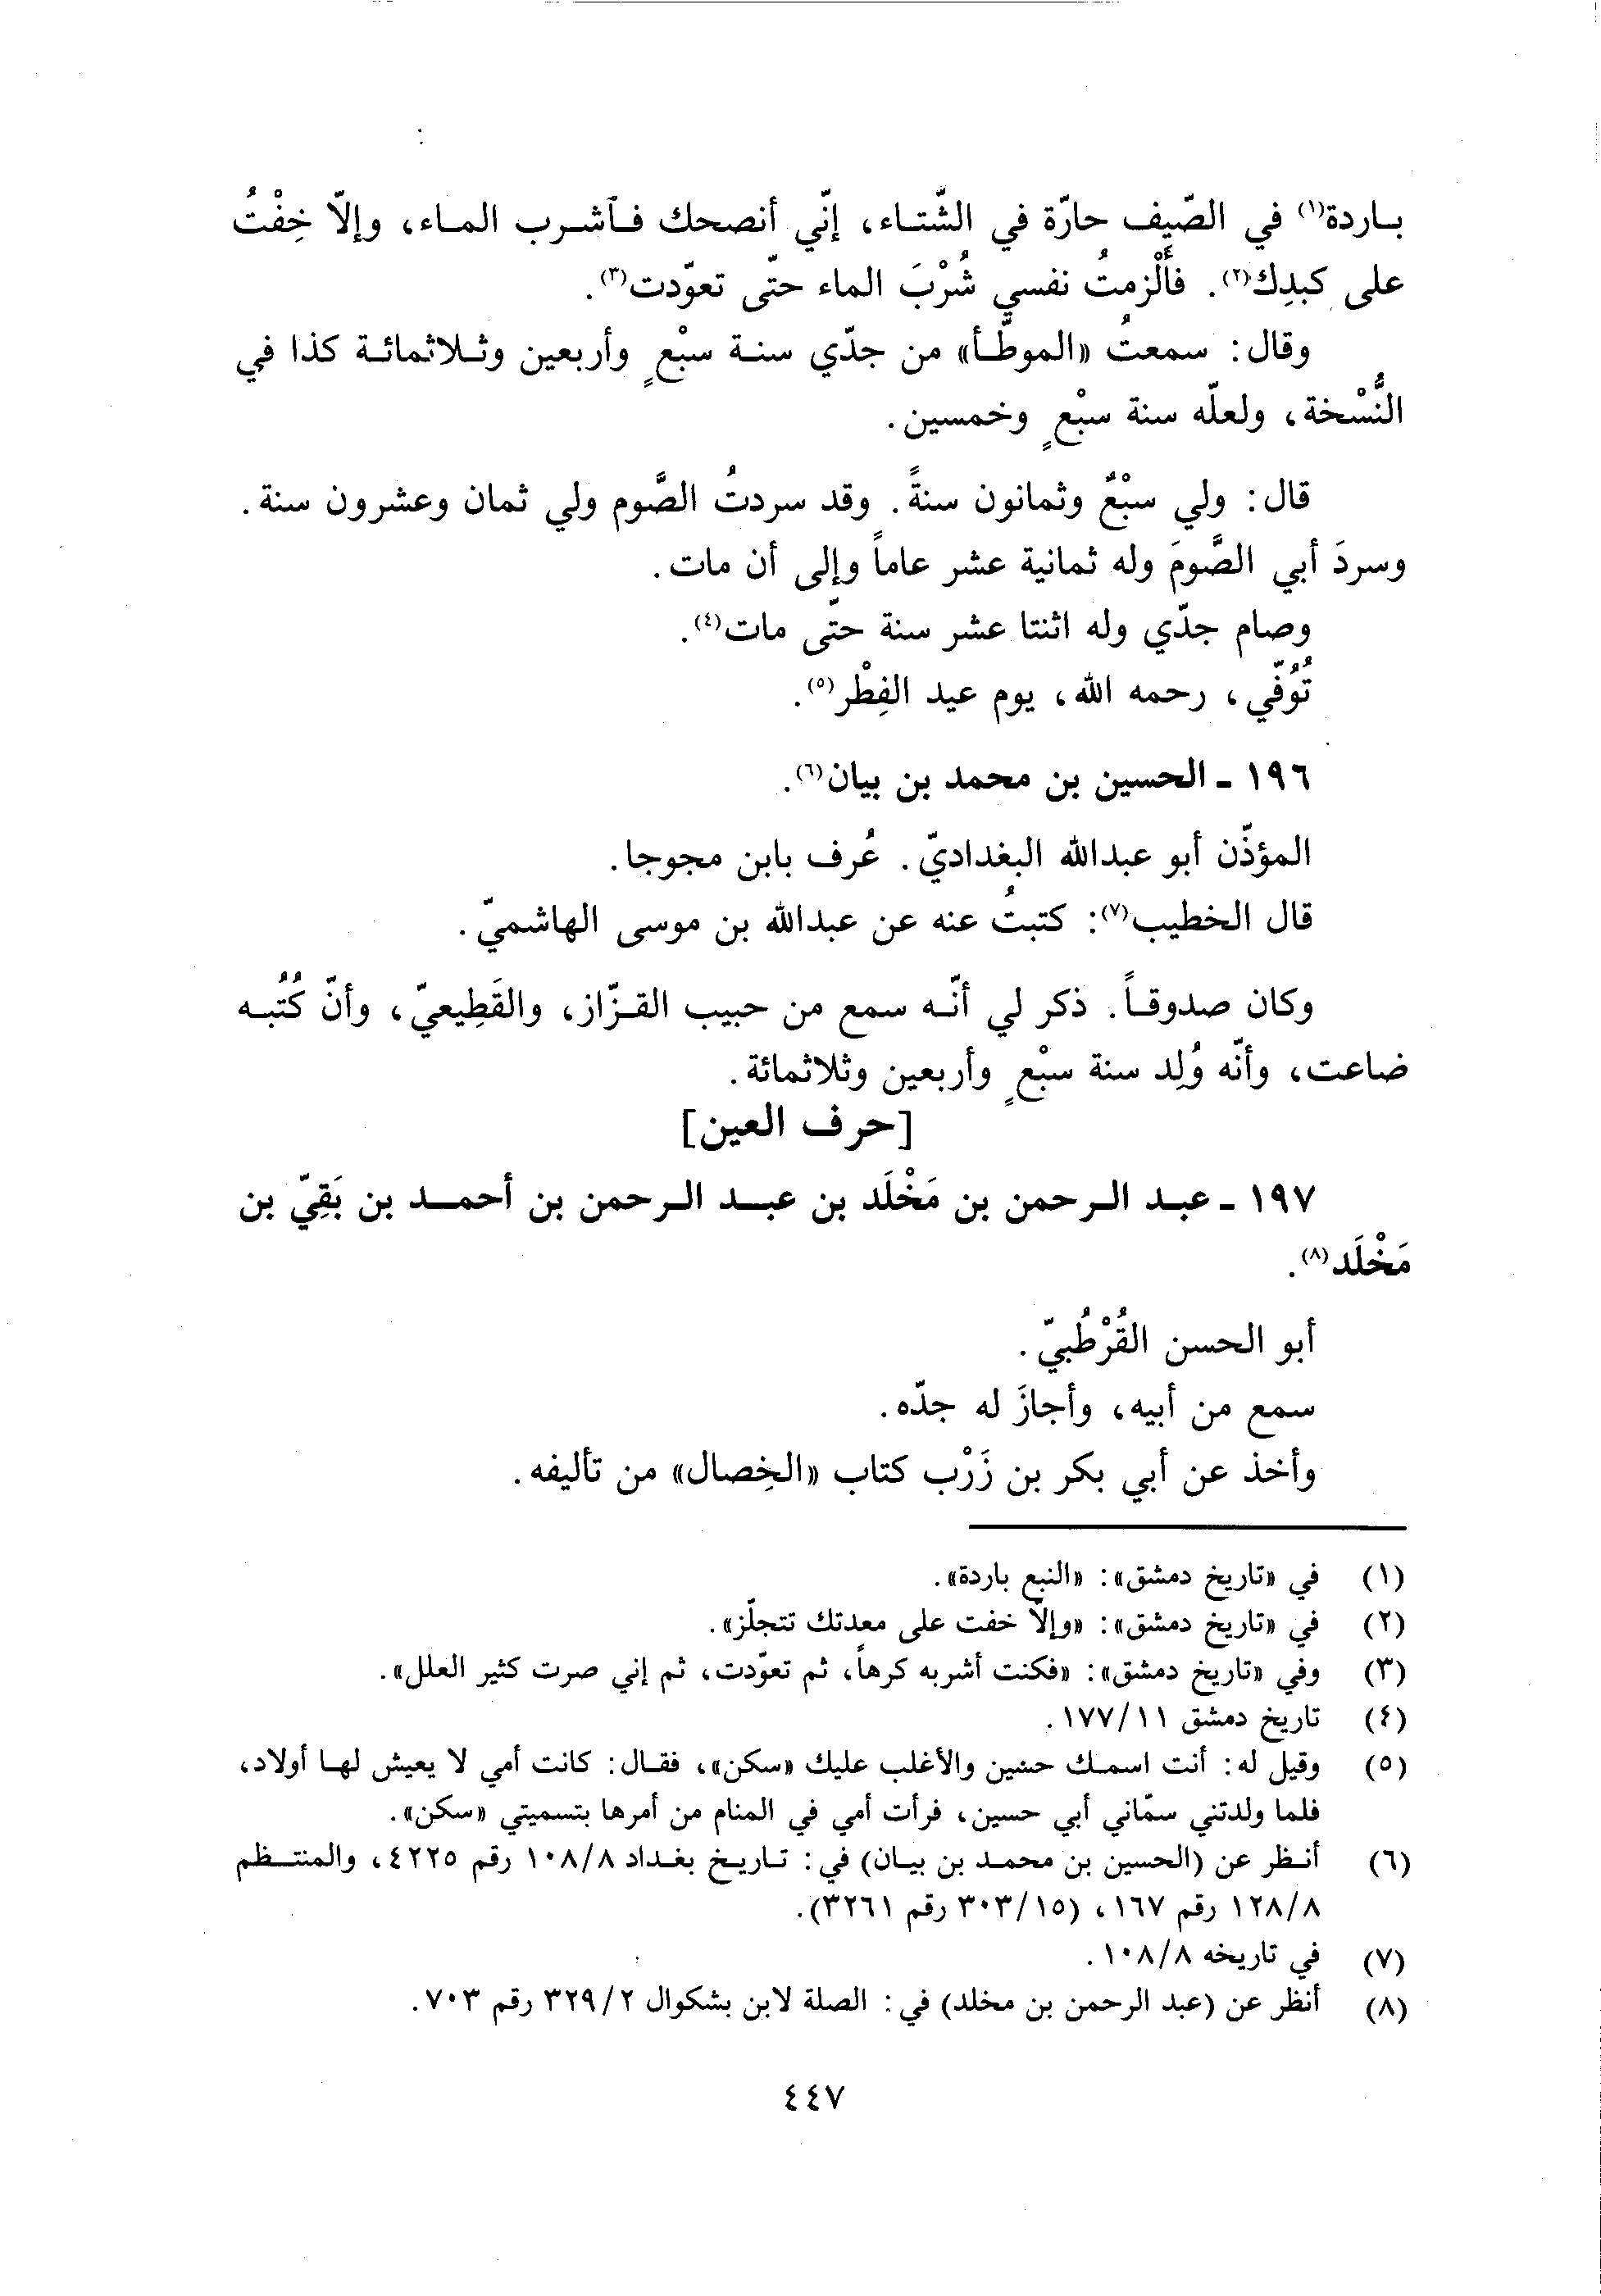 بـاردة(١) في الصّيف حارّة في الشّتـاء، إنّي أنصحك فـآشـرب المـاء، وإلاّ خِفْتُ
على كبدِك(٢). فأَلْزمتُ نفسي شُرْبَ الماء حتّى تعوّدت(٣).
وقال: سمعتُ «الموطّـأ» من جدّي سنـة سبْعٍ وأربعين وثـلاثمائـة كذا في
النُّسْخة، ولعلّه سنة سبْعٍ وخمسين.
قال: ولي سبْعٌ وثمانون سنةً. وقد سردتُ الصَّوم ولي ثمان وعشرون سنة.
وسردَ أبي الصَّومَ وله ثمانية عشر عاماً وإلى أن مات.
وصام جدّي وله اثنتا عشر سنة حتّى مات(٤).
تُوُفّي، رحمه الله، يوم عيد الفِطْر(٥).
١٩٦ ـ الحسين بن محمد بن بيان(٦).
المؤذّن أبو عبدالله البغداديّ. عُرف بابن مجوجا.
قال الخطيب(٧): كتبتُ عنه عن عبدالله بن موسى الهاشميّ.
وكان صدوقـاً. ذكر لي أنّـه سمع من حبيب القـزّاز، والقَطِيعيّ، وأنّ كُتُبـه
ضاعت، وأنّه وُلِد سنة سبْعٍ وأربعين وثلاثمائة.
[حرف العين]
١٩٧ ـ عبـد الـرحمن بن مَخْلَد بن عبـد الـرحمن بن أحمـد بن بَقِيّ بن
مَخْلَد(٨).
أبو الحسن القُرْطُبيّ.
سمع من أبيه، وأجازَ له جدّه.
وأخذ عن أبي بكر بن زَرْب كتاب «الخِصال» من تأليفه.
(١) في «تاريخ دمشق»: «النبع باردة».
(٢) في «تاريخ دمشق»: «وإلاّ خفت على معدتك تتجلّز».
(٣) وفي «تاريخ دمشق»: «فكنت أشربه كرهاً، ثم تعوّدت، ثم إني صرت كثير العلل».
(٤) تاريخ دمشق ١٧٧/١١.
(٥) وقيل له: أنت اسمـك حسين والأغلب عليك «سكن»، فقـال: كانت أمي لا يعيش لهـا أولاد،
فلما ولدتني سمّاني أبي حسين، فرأت أمي في المنام من أمرها بتسميتي «سكن».
(٦) أنـظر عن (الحسين بن محمـد بن بيـان) في: تـاريـخ بغـداد ١٠٨/٨ رقم ٤٢٢٥، والمنتـظم
١٢٨/٨ رقم ١٦٧، (٣٠٣/١٥ رقم ٣٢٦١).
(٧) في تاريخه ١٠٨/٨.
(٨) أنظر عن (عبد الرحمن بن مخلد) في: الصلة لابن بشكوال ٣٢٩/٢ رقم ٧٠٣.
٤٤٧